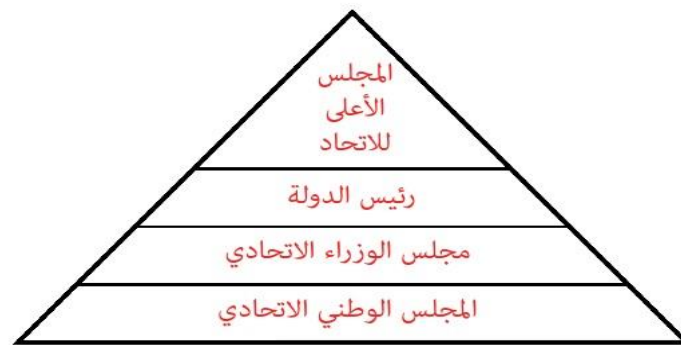 المجلس
الأعلى
للاتحاد
رئيس الدولة
مجلس الوزراء الاتحادي
المجلس الوطني الاتحادي